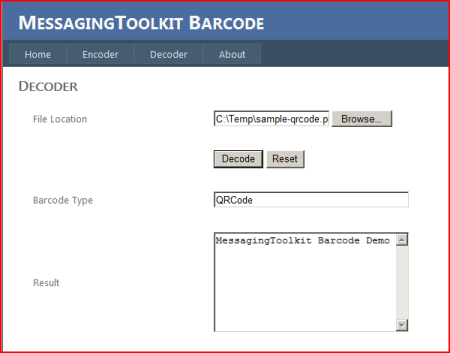 MessagingToolkit Barcode
Home Encoder Decoder About
Decoder
File Location C:\Temp\sample-qrcode.p Browse...
Decode Reset
Barcode Type QRCode
MessagingToolkit Barcode Demo
Result